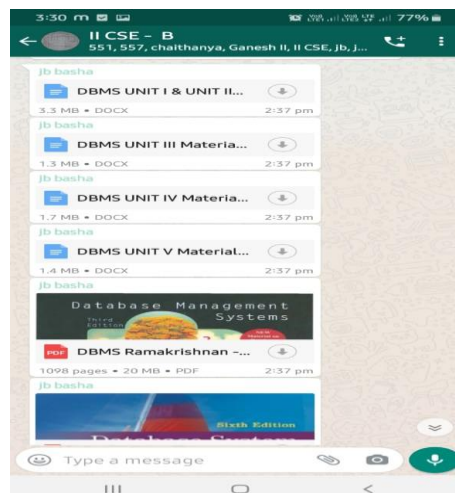 3:30 m 77%
II CSE - B
551, 557, chaithanya, Ganesh II, II CSE, jb, j...
jb basha
DBMS UNIT I & UNIT II...
3.3 MB • DOCX 2:37 pm
jb basha
DBMS UNIT III Materia...
1.3 MB • DOCX 2:37 pm
jb basha
DBMS UNIT IV Materia...
1.7 MB • DOCX 2:37 pm
jb basha
DBMS UNIT V Material...
1.4 MB • DOCX 2:37 pm
jb basha
Database Management
Third Systems
Edition
PDF DBMS Ramakrishnan -...
1098 pages • 20 MB • PDF 2:37 pm
jb basha
Sixth Edition
Database System
Type a message